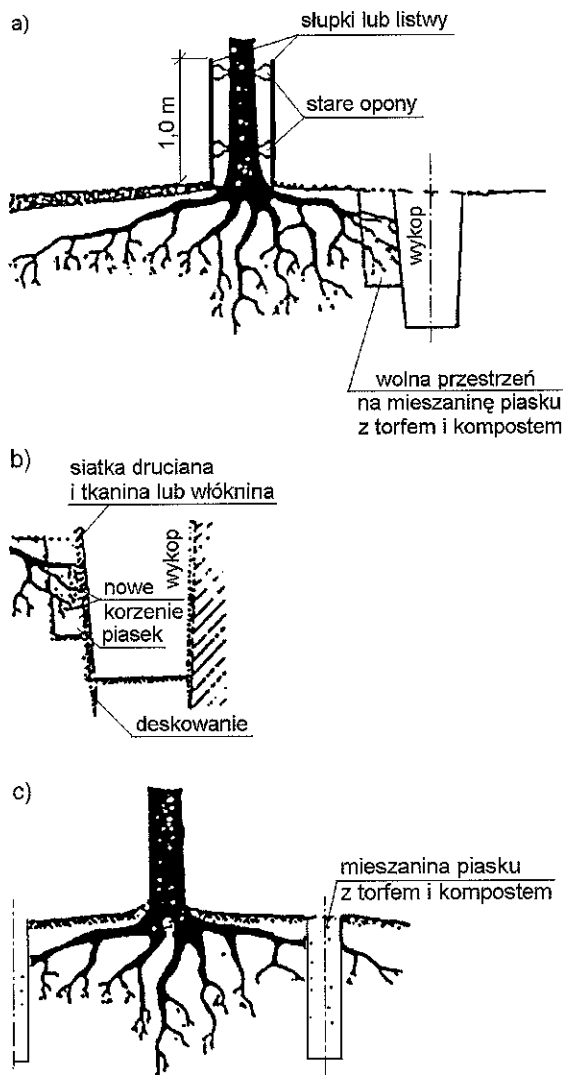 a)
słupki lub listwy
stare opony
1,0 m
wykop
wolna przestrzeń
na mieszaninę piasku
z torfem i kompostem
b)
siatka druciana
i tkanina lub włóknina
wykop
nowe
korzenie
piasek
deskowanie
c)
mieszanina piasku
z torfem i kompostem